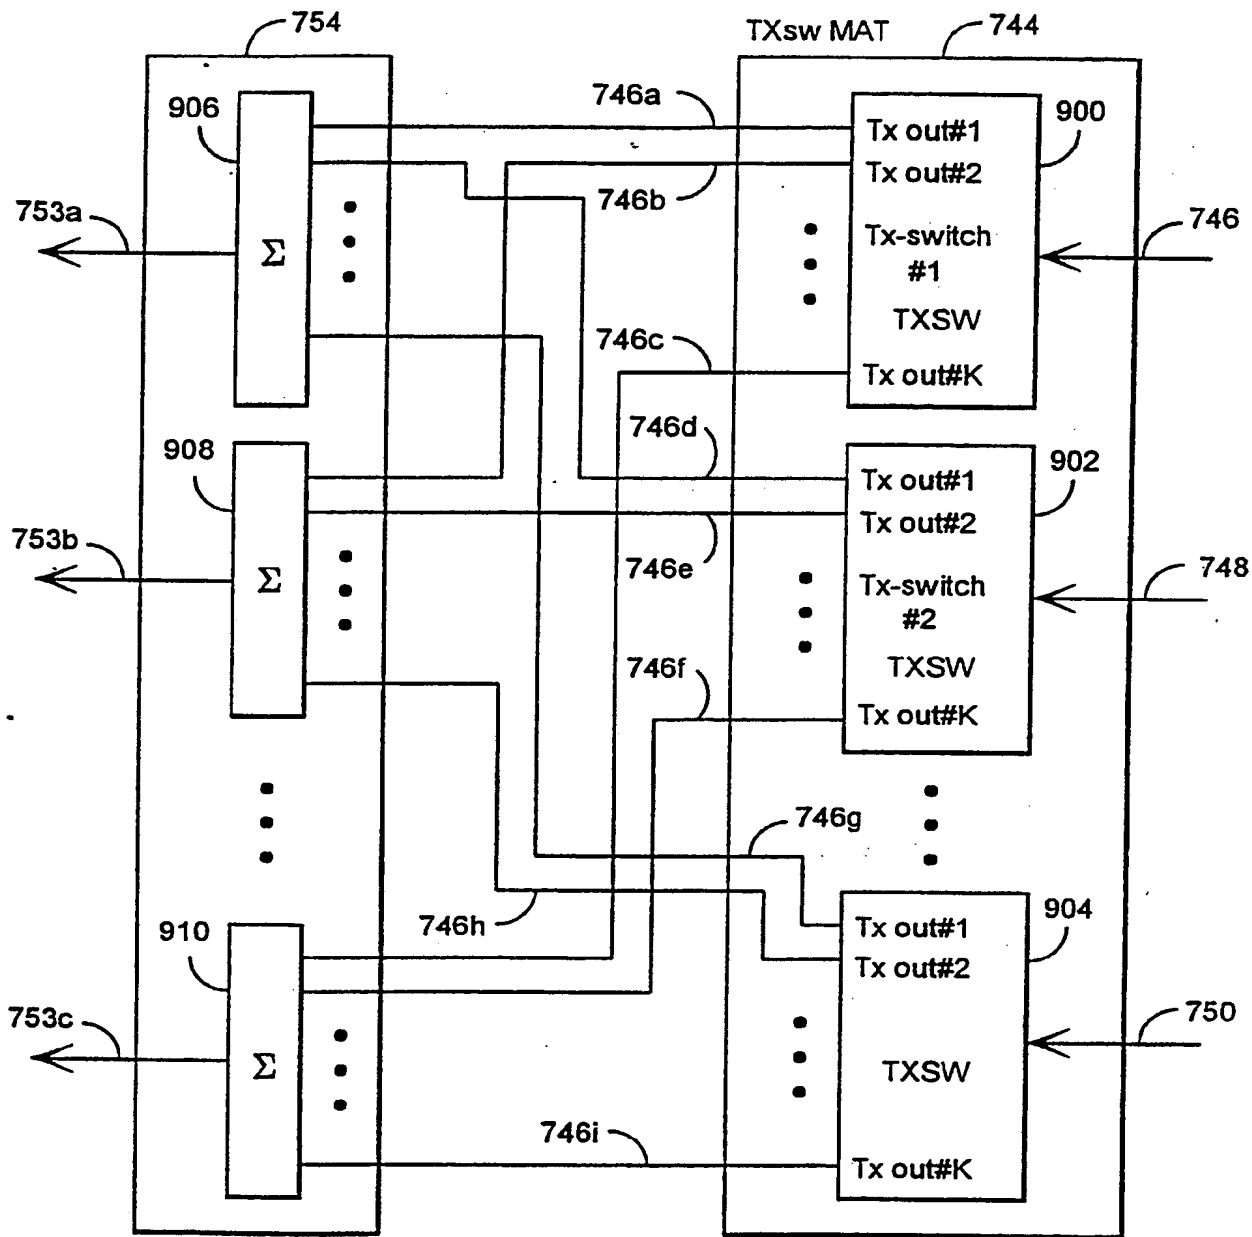 754
TXsw MAT
744
906
746a
900
Tx out#1
Tx out#2
746b
753a
Σ
Tx-switch
#1
TXSW
746
746c
Tx out#K
908
746d
902
Tx out#1
Tx out#2
746e
753b
Σ
Tx-switch
#2
TXSW
748
746f
Tx out#K
746g
910
746h
904
Tx out#1
Tx out#2
753c
Σ
TXSW
750
746i
Tx out#K